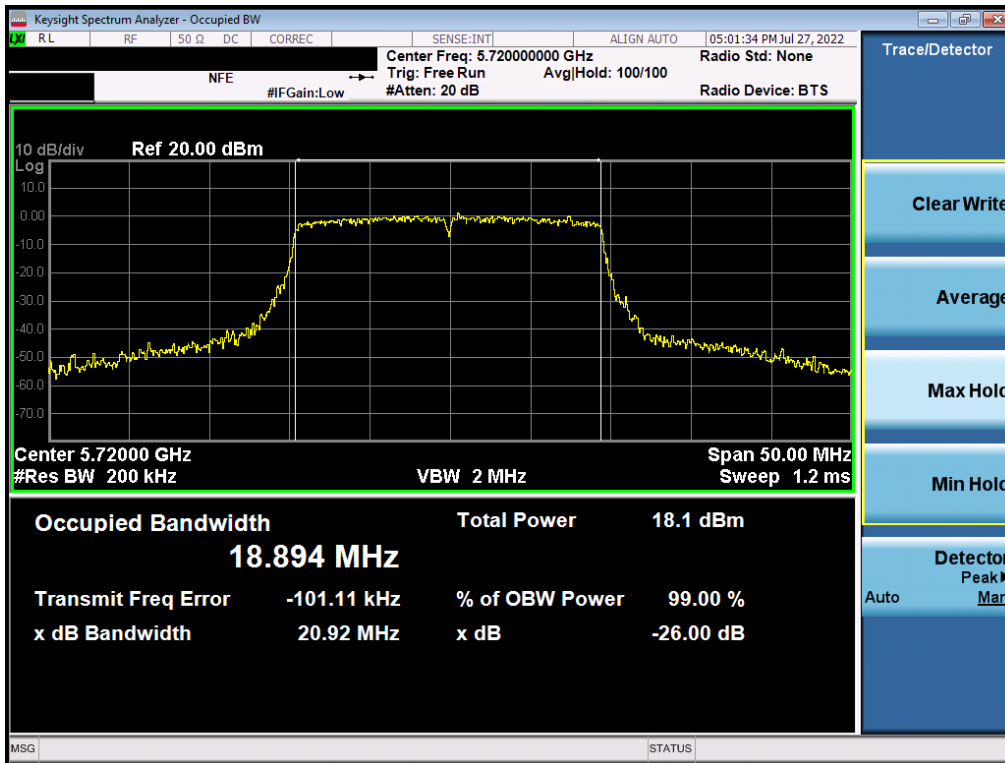 Keysight Spectrum Analyzer - Occupied BW
LXI RL RF 50 Ω DC CORREC SENSE:INT ALIGN AUTO 05:01:34 PM Jul 27, 2022
Center Freq: 5.720000000 GHz Radio Std: None
NFE Trig: Free Run Avg|Hold: 100/100
#IFGain:Low #Atten: 20 dB Radio Device: BTS
Trace/Detector
10 dB/div Ref 20.00 dBm
Log
10.0
0.00
-10.0
-20.0
-30.0
-40.0
-50.0
-60.0
-70.0
Center 5.72000 GHz Span 50.00 MHz
#Res BW 200 kHz VBW 2 MHz Sweep 1.2 ms
Occupied Bandwidth Total Power 18.1 dBm
18.894 MHz
Transmit Freq Error -101.11 kHz % of OBW Power 99.00 %
x dB Bandwidth 20.92 MHz x dB -26.00 dB
Clear Write
Average
Max Hold
Min Hold
Detector
Peak
Auto Man
MSG STATUS